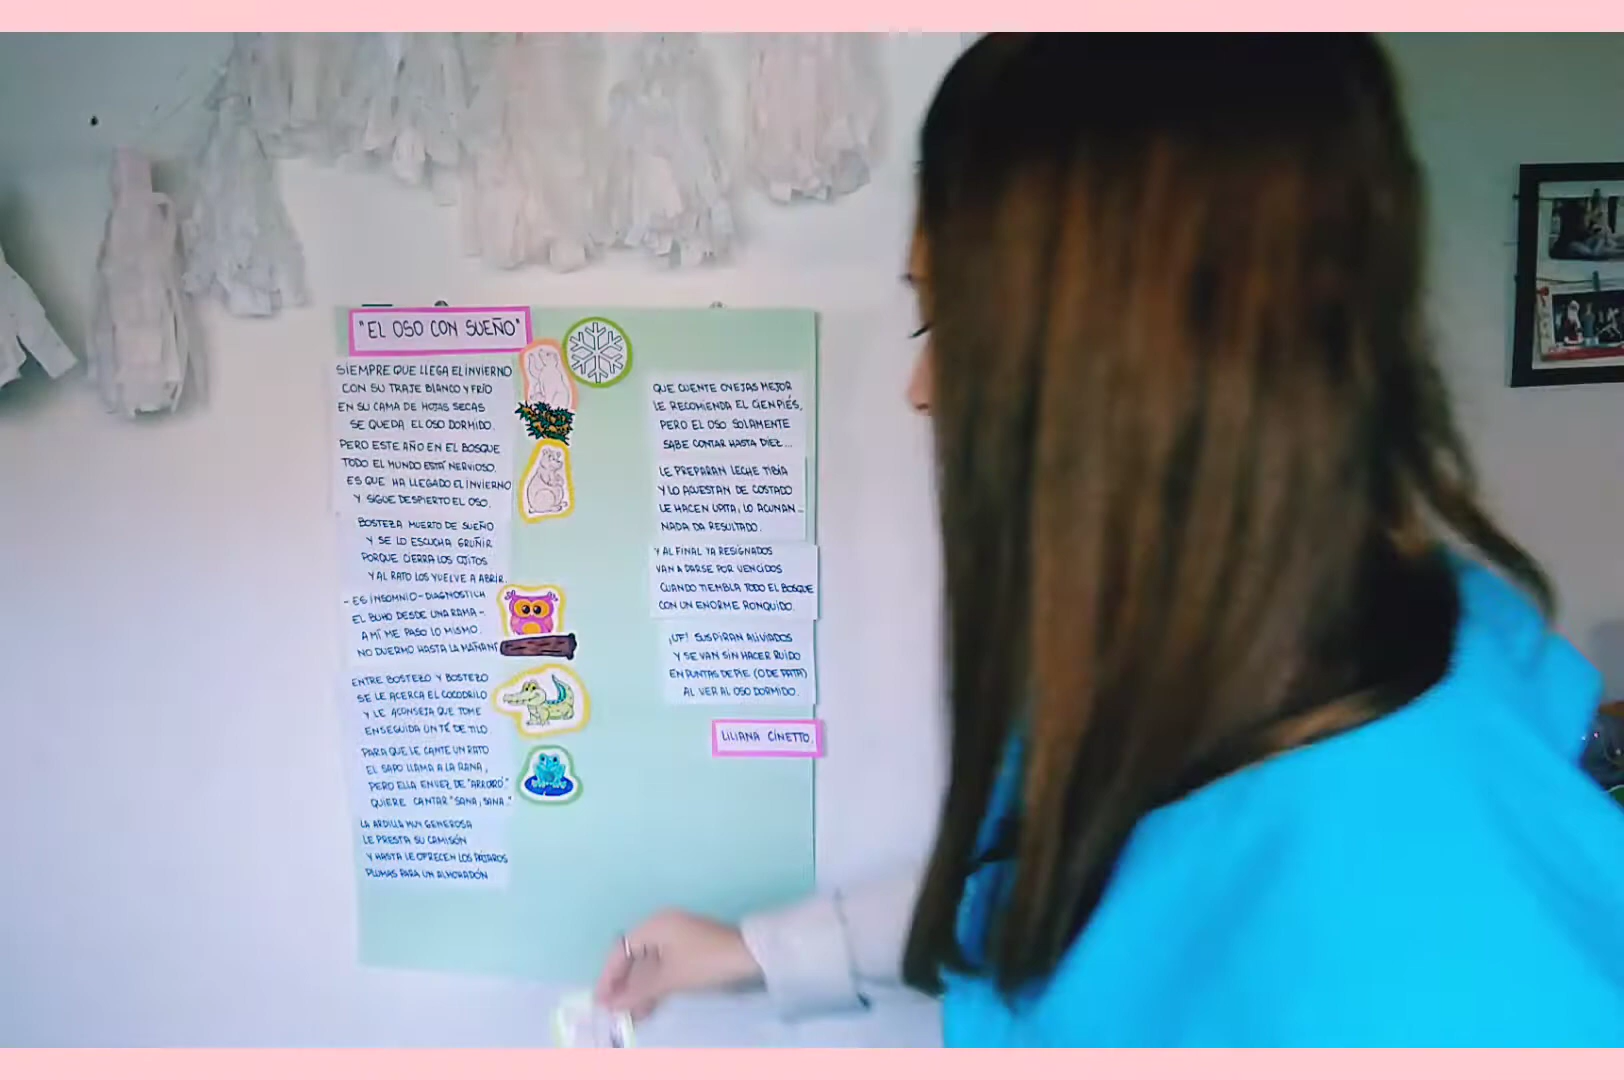 "EL OSO CON SUEÑO"
SIEMPRE QUE LLEGA EL INVIERNO
CON SU TRAJE BLANCO Y FRÍO
EN SU CAMA DE HOJAS SECAS
SE QUEDA EL OSO DORMIDO.
PERO ESTE AÑO EN EL BOSQUE
TODO EL MUNDO ESTÁ NERVIOSO.
ES QUE HA LLEGADO EL INVIERNO
Y SIGUE DESPIERTO EL OSO.
BOSTEZA MUERTO DE SUEÑO
Y SE LO ESCUCHA GRUÑIR
PORQUE CIERRA LOS OJITOS
Y AL RATO LOS VUELVE A ABRIR.
- ES INSOMNIO - DIAGNOSTICA
EL BUHO DESDE UNA RAMA -
A MÍ ME PASO LO MISMO.
NO DUERMO HASTA LA MAÑANA
ENTRE BOSTEZO Y BOSTEZO
SE LE ACERCA EL COCODRILO
Y LE ACONSEJA QUE TOME
ENSEGUIDA UN TÉ DE TILO.
PARA QUE LE CANTE UN RATO
EL SAPO LLAMA A LA RANA,
PERO ELLA EN VEZ DE "ARRORÓ"
QUIERE CANTAR "SANA, SANA."
LA ARDILLA MUY GENEROSA
LE PRESTA SU CAMISÓN
Y HASTA LE OFRECEN LOS PÁJAROS
PLUMAS PARA UN ALMOHADÓN.
QUE CUENTE OVEJAS MEJOR
LE RECOMIENDA EL CIENPIÉS,
PERO EL OSO SOLAMENTE
SABE CONTAR HASTA DIEZ...
LE PREPARAN LECHE TIBIA
Y LO ACUESTAN DE COSTADO
LE HACEN UPITA, LO ACUNAN...
NADA DA RESULTADO.
Y AL FINAL YA RESIGNADOS
VAN A DARSE POR VENCIDOS
CUANDO TIEMBLA TODO EL BOSQUE
CON UN ENORME RONQUIDO.
¡UF! SUSPIRAN ALIVIADOS
Y SE VAN SIN HACER RUIDO
EN PUNTAS DE PIE (O DE PATA)
AL VER AL OSO DORMIDO.
LILIANA CINETTO.